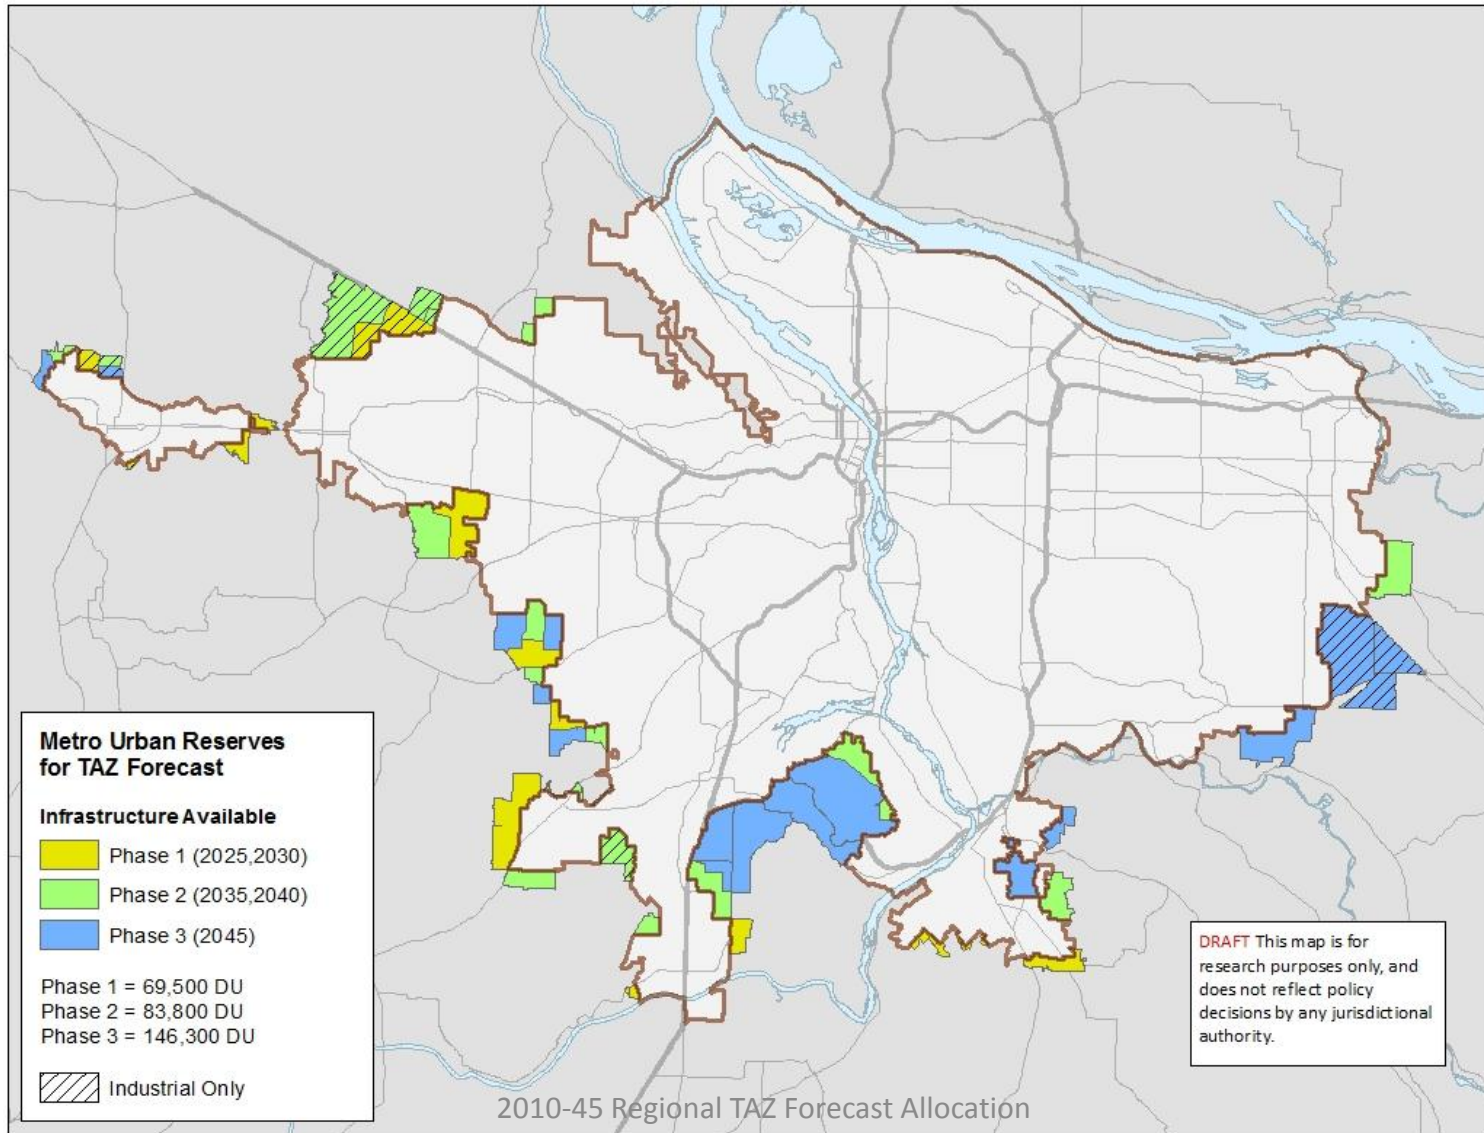 Metro Urban Reserves
for TAZ Forecast
Infrastructure Available
Phase 1 (2025,2030)
Phase 2 (2035,2040)
Phase 3 (2045)
Phase 1 = 69,500 DU
Phase 2 = 83,800 DU
Phase 3 = 146,300 DU
Industrial Only
DRAFT This map is for
research purposes only, and
does not reflect policy
decisions by any jurisdictional
authority.
2010-45 Regional TAZ Forecast Allocation